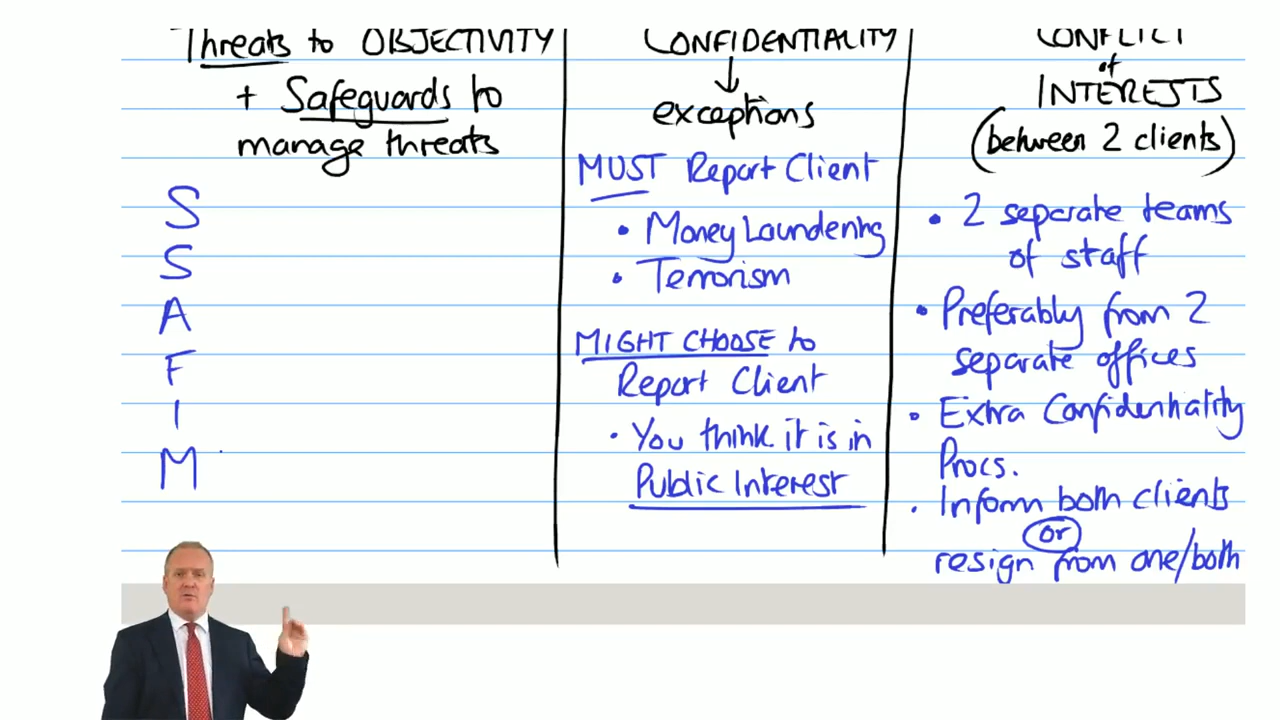 Threats to OBJECTIVITY
+ Safeguards to
manage threats
S
S
A
F
I
M
CONFIDENTIALITY
exceptions
MUST Report Client
• Money Laundering
• Terrorism
MIGHT CHOOSE to
Report Client
• You think it is in
Public Interest
CONFLICT
of
INTERESTS
(between 2 clients)
• 2 separate teams
of staff
• Preferably from 2
separate offices
• Extra Confidentiality
Procs.
• Inform both clients
or
resign from one/both